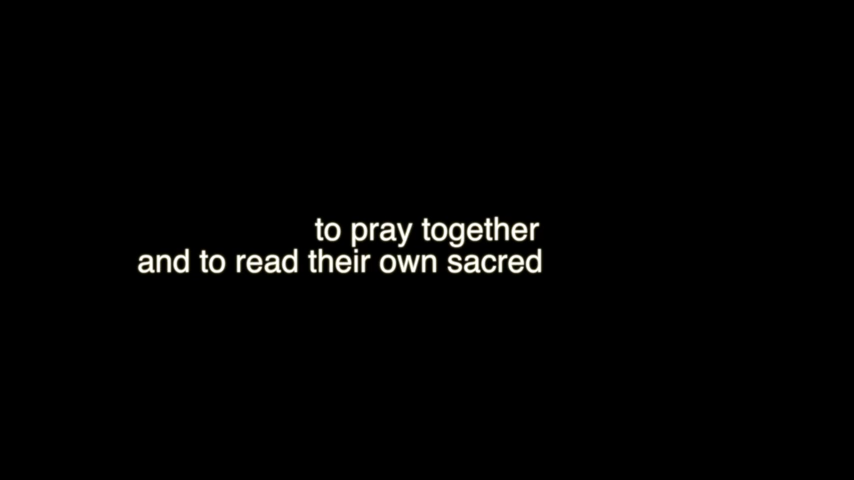 to pray together
and to read their own sacred